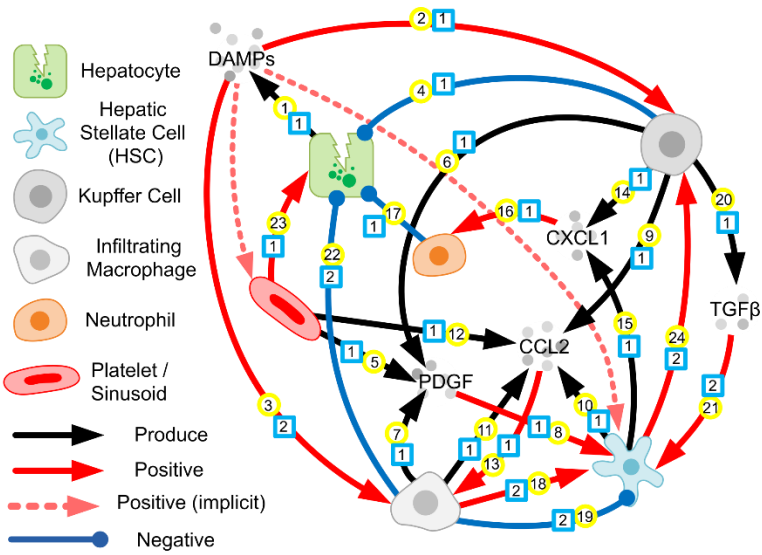 Hepatocyte
Hepatic
Stellate Cell
(HSC)
Kupffer Cell
Infiltrating
Macrophage
Neutrophil
Platelet /
Sinusoid
Produce
Positive
Positive (implicit)
Negative
2 1
DAMPs
1 1
4 1
6 1
23 1
17 1
22 2
16 1
14 1
CXCL1
9 1
20 1
TGFβ
15 1
24 2
2 21
1 12
CCL2
1 5
PDGF
3 2
7 1
11 1
13 1
1 8
10 1
2 18
2 19